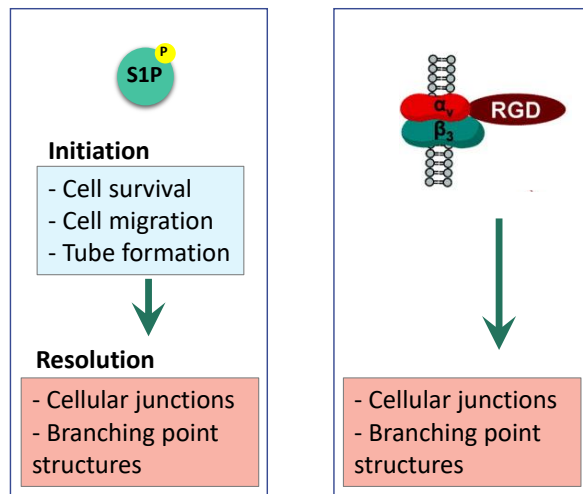 P
S1P
Initiation
- Cell survival
- Cell migration
- Tube formation
Resolution
- Cellular junctions
- Branching point
structures
αv
β3
RGD
- Cellular junctions
- Branching point
structures